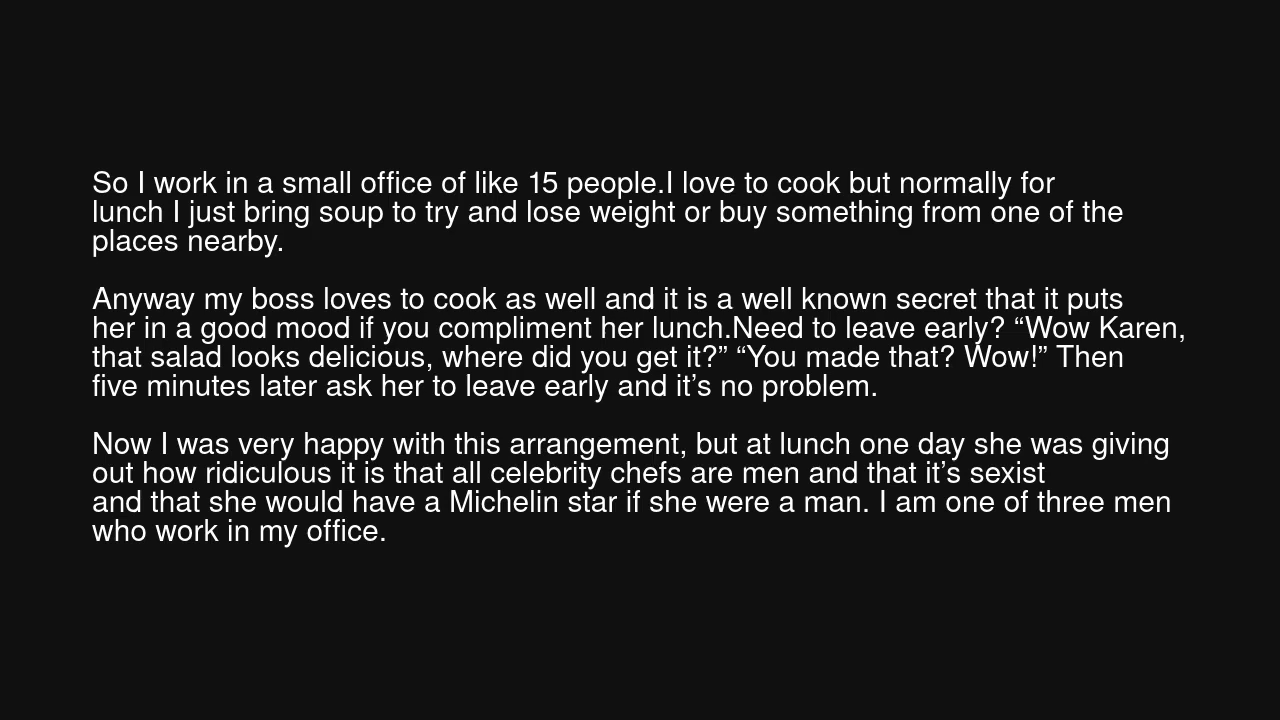 So I work in a small office of like 15 people.I love to cook but normally for
lunch I just bring soup to try and lose weight or buy something from one of the
places nearby.
Anyway my boss loves to cook as well and it is a well known secret that it puts
her in a good mood if you compliment her lunch.Need to leave early? “Wow Karen,
that salad looks delicious, where did you get it?” “You made that? Wow!” Then
five minutes later ask her to leave early and it’s no problem.
Now I was very happy with this arrangement, but at lunch one day she was giving
out how ridiculous it is that all celebrity chefs are men and that it’s sexist
and that she would have a Michelin star if she were a man. I am one of three men
who work in my office.